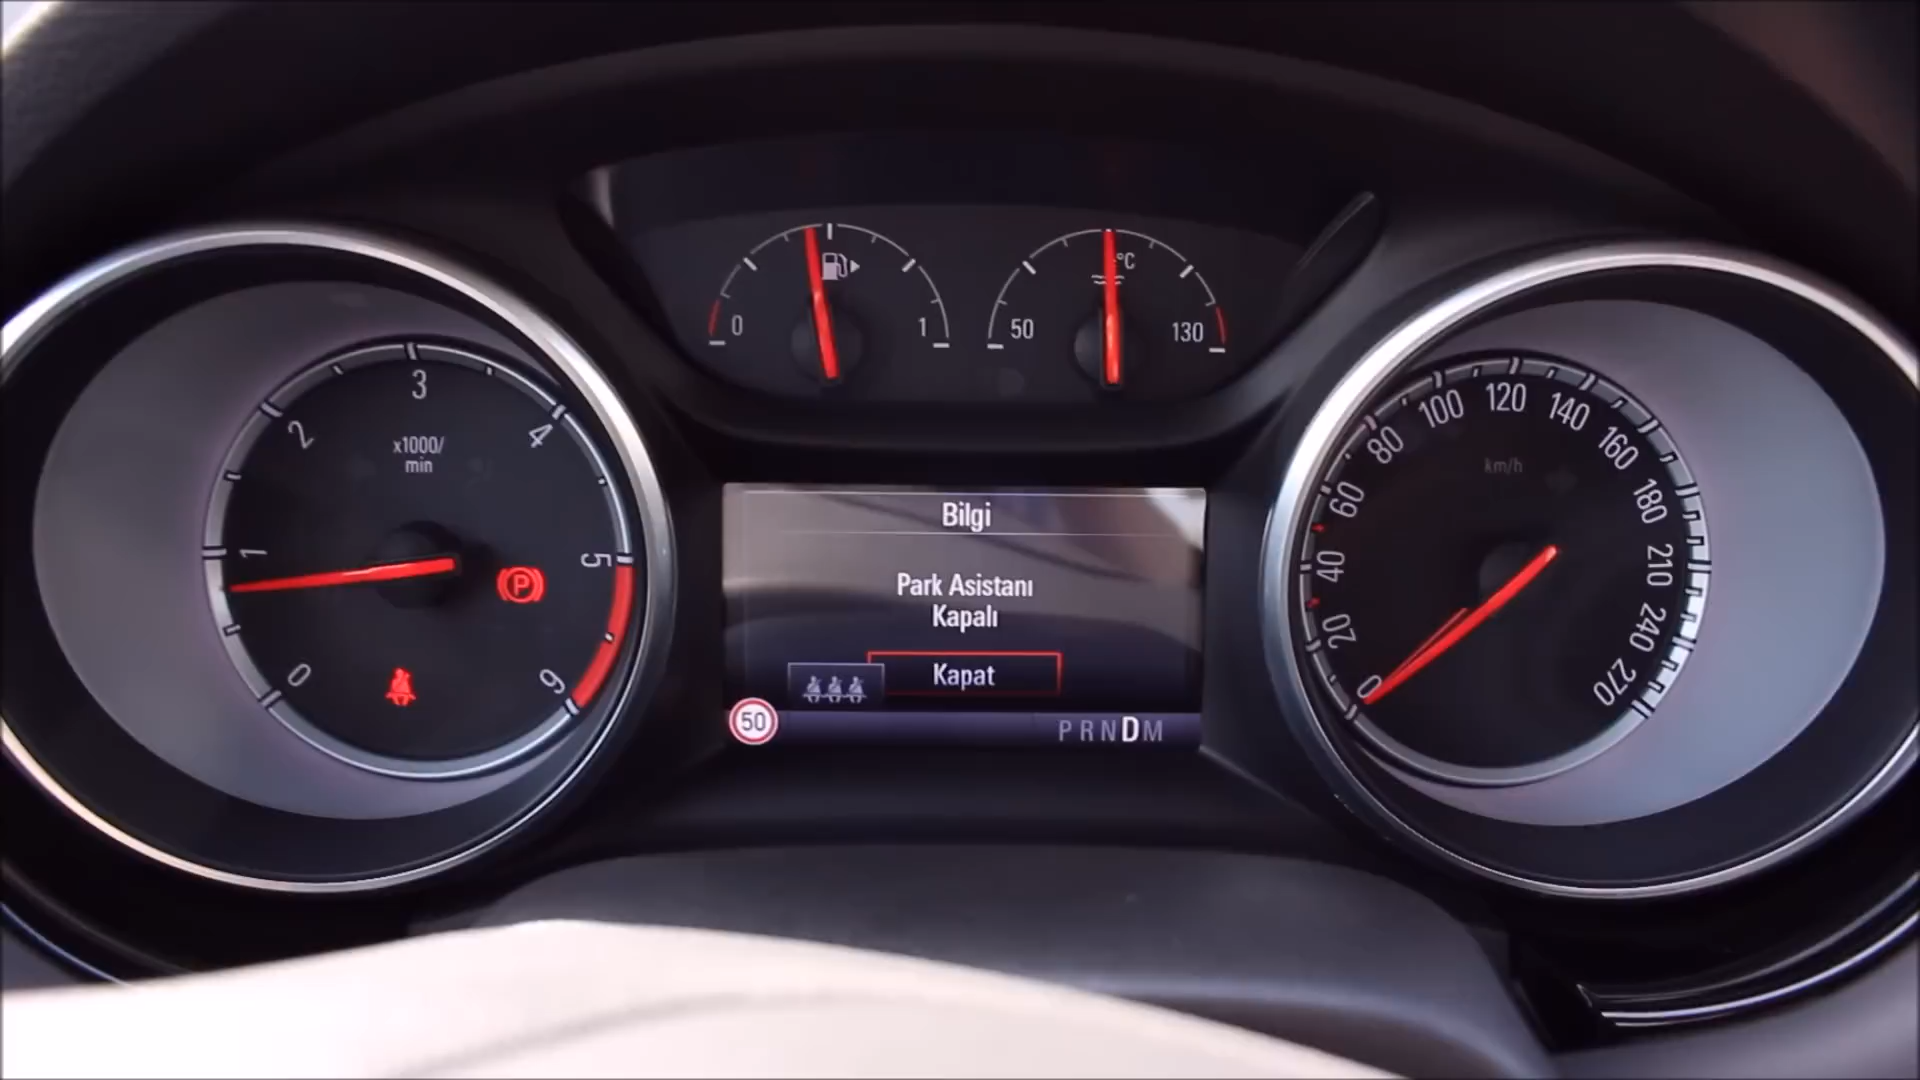 0 1
°C
50 130
0 1 2 3 4 5 6
x1000/
min
P
Bilgi
Park Asistanı
Kapalı
Kapat
50
PRNDM
0 20 40 60 80 100 120 140 160 180 210 240 270
km/h